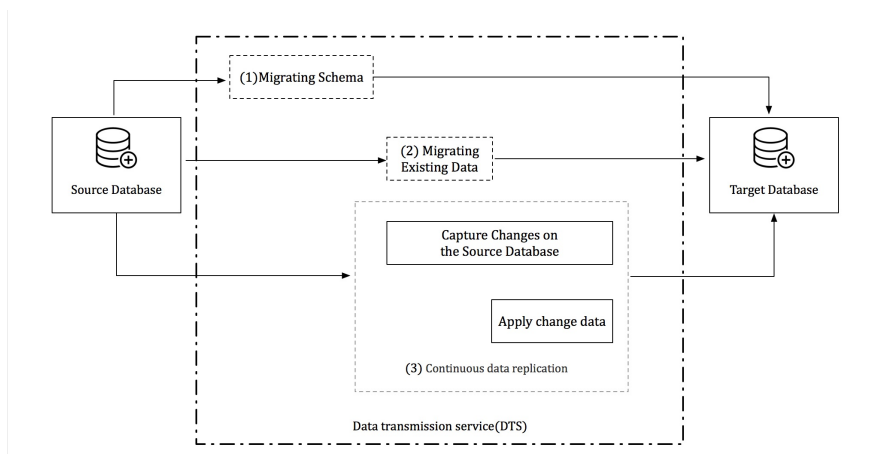 (1)Migrating Schema
Source Database
(2) Migrating
Existing Data
Target Database
Capture Changes on
the Source Database
Apply change data
(3) Continuous data replication
Data transmission service(DTS)